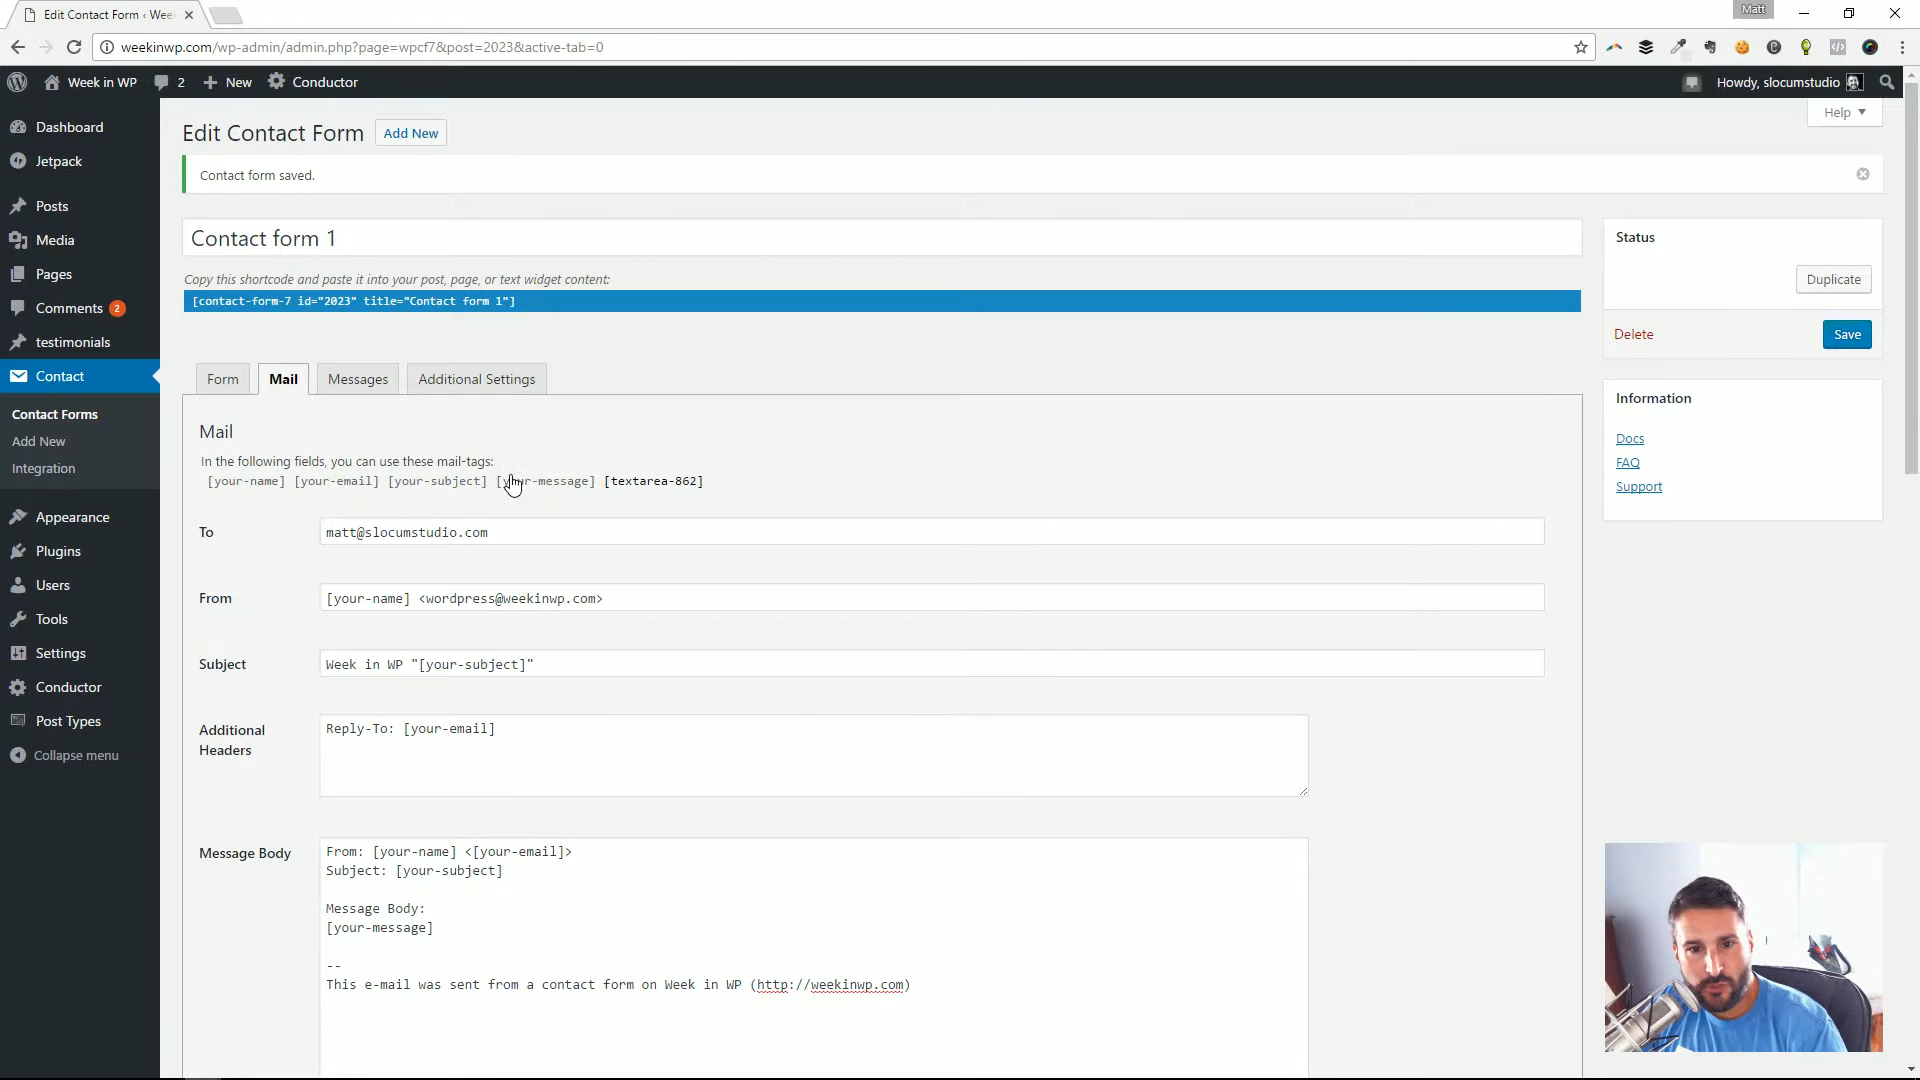 Edit Contact Form ‹ Wee
Matt
weekinwp.com/wp-admin/admin.php?page=wpcf7&post=2023&active-tab=0
Week in WP 2 New Conductor
Howdy, slocumstudio
Help
Dashboard
Jetpack
Posts
Media
Pages
Comments 2
testimonials
Contact
Contact Forms
Add New
Integration
Appearance
Plugins
Users
Tools
Settings
Conductor
Post Types
Collapse menu
Edit Contact Form Add New
Contact form saved.
Contact form 1
Copy this shortcode and paste it into your post, page, or text widget content:
[contact-form-7 id="2023" title="Contact form 1"]
Form Mail Messages Additional Settings
Mail
In the following fields, you can use these mail-tags:
[your-name] [your-email] [your-subject] [your-message] [textarea-862]
To
matt@slocumstudio.com
From
[your-name] <wordpress@weekinwp.com>
Subject
Week in WP "[your-subject]"
Additional
Headers
Reply-To: [your-email]
Message Body
From: [your-name] <[your-email]>
Subject: [your-subject]
Message Body:
[your-message]
--
This e-mail was sent from a contact form on Week in WP (http://weekinwp.com)
Status
Duplicate
Delete
Save
Information
Docs
FAQ
Support